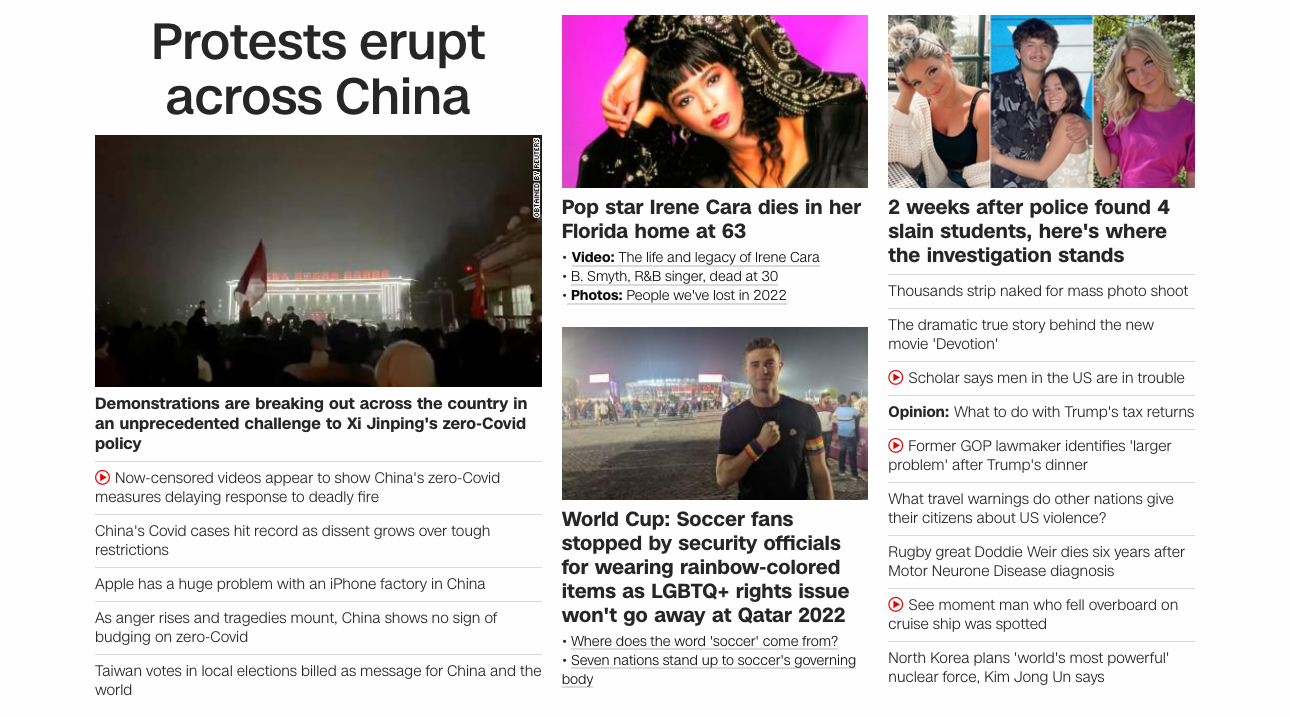 Protests erupt
across China
OBTAINED BY REUTERS
Demonstrations are breaking out across the country in
an unprecedented challenge to Xi Jinping's zero-Covid
policy
Now-censored videos appear to show China's zero-Covid
measures delaying response to deadly fire
China's Covid cases hit record as dissent grows over tough
restrictions
Apple has a huge problem with an iPhone factory in China
As anger rises and tragedies mount, China shows no sign of
budging on zero-Covid
Taiwan votes in local elections billed as message for China and the
world
Pop star Irene Cara dies in her
Florida home at 63
• Video: The life and legacy of Irene Cara
• B. Smyth, R&B singer, dead at 30
• Photos: People we've lost in 2022
World Cup: Soccer fans
stopped by security officials
for wearing rainbow-colored
items as LGBTQ+ rights issue
won't go away at Qatar 2022
• Where does the word 'soccer' come from?
• Seven nations stand up to soccer's governing
body
2 weeks after police found 4
slain students, here's where
the investigation stands
Thousands strip naked for mass photo shoot
The dramatic true story behind the new
movie 'Devotion'
Scholar says men in the US are in trouble
Opinion: What to do with Trump's tax returns
Former GOP lawmaker identifies 'larger
problem' after Trump's dinner
What travel warnings do other nations give
their citizens about US violence?
Rugby great Doddie Weir dies six years after
Motor Neurone Disease diagnosis
See moment man who fell overboard on
cruise ship was spotted
North Korea plans 'world's most powerful'
nuclear force, Kim Jong Un says